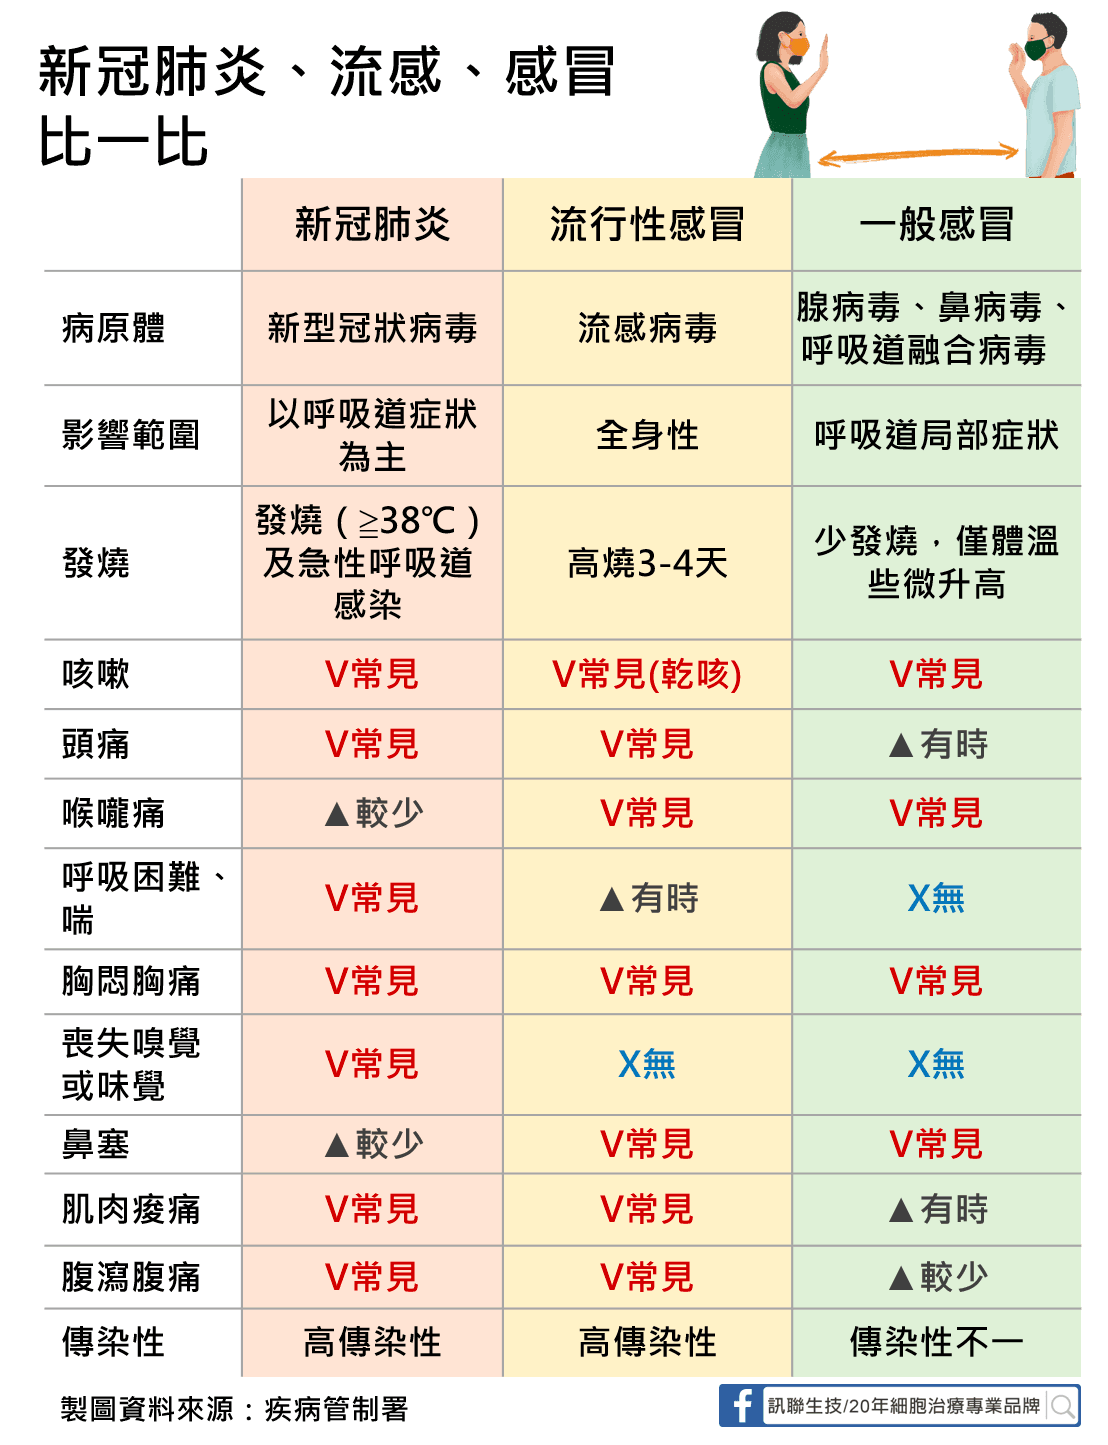 新冠肺炎、流感、感冒
比一比
新冠肺炎
流行性感冒
一般感冒
病原體
新型冠狀病毒
流感病毒
腺病毒、鼻病毒、
呼吸道融合病毒
影響範圍
以呼吸道症狀
為主
全身性
呼吸道局部症狀
發燒
發燒(≧38℃)
及急性呼吸道
感染
高燒3-4天
少發燒，僅體溫
些微升高
咳嗽
V常見
V常見(乾咳)
V常見
頭痛
V常見
V常見
▲有時
喉嚨痛
▲較少
V常見
V常見
呼吸困難、
喘
V常見
▲有時
X無
胸悶胸痛
V常見
V常見
V常見
喪失嗅覺
或味覺
V常見
X無
X無
鼻塞
▲較少
V常見
V常見
肌肉痠痛
V常見
V常見
▲有時
腹瀉腹痛
V常見
V常見
▲較少
傳染性
高傳染性
高傳染性
傳染性不一
製圖資料來源：疾病管制署
訊聯生技/20年細胞治療專業品牌